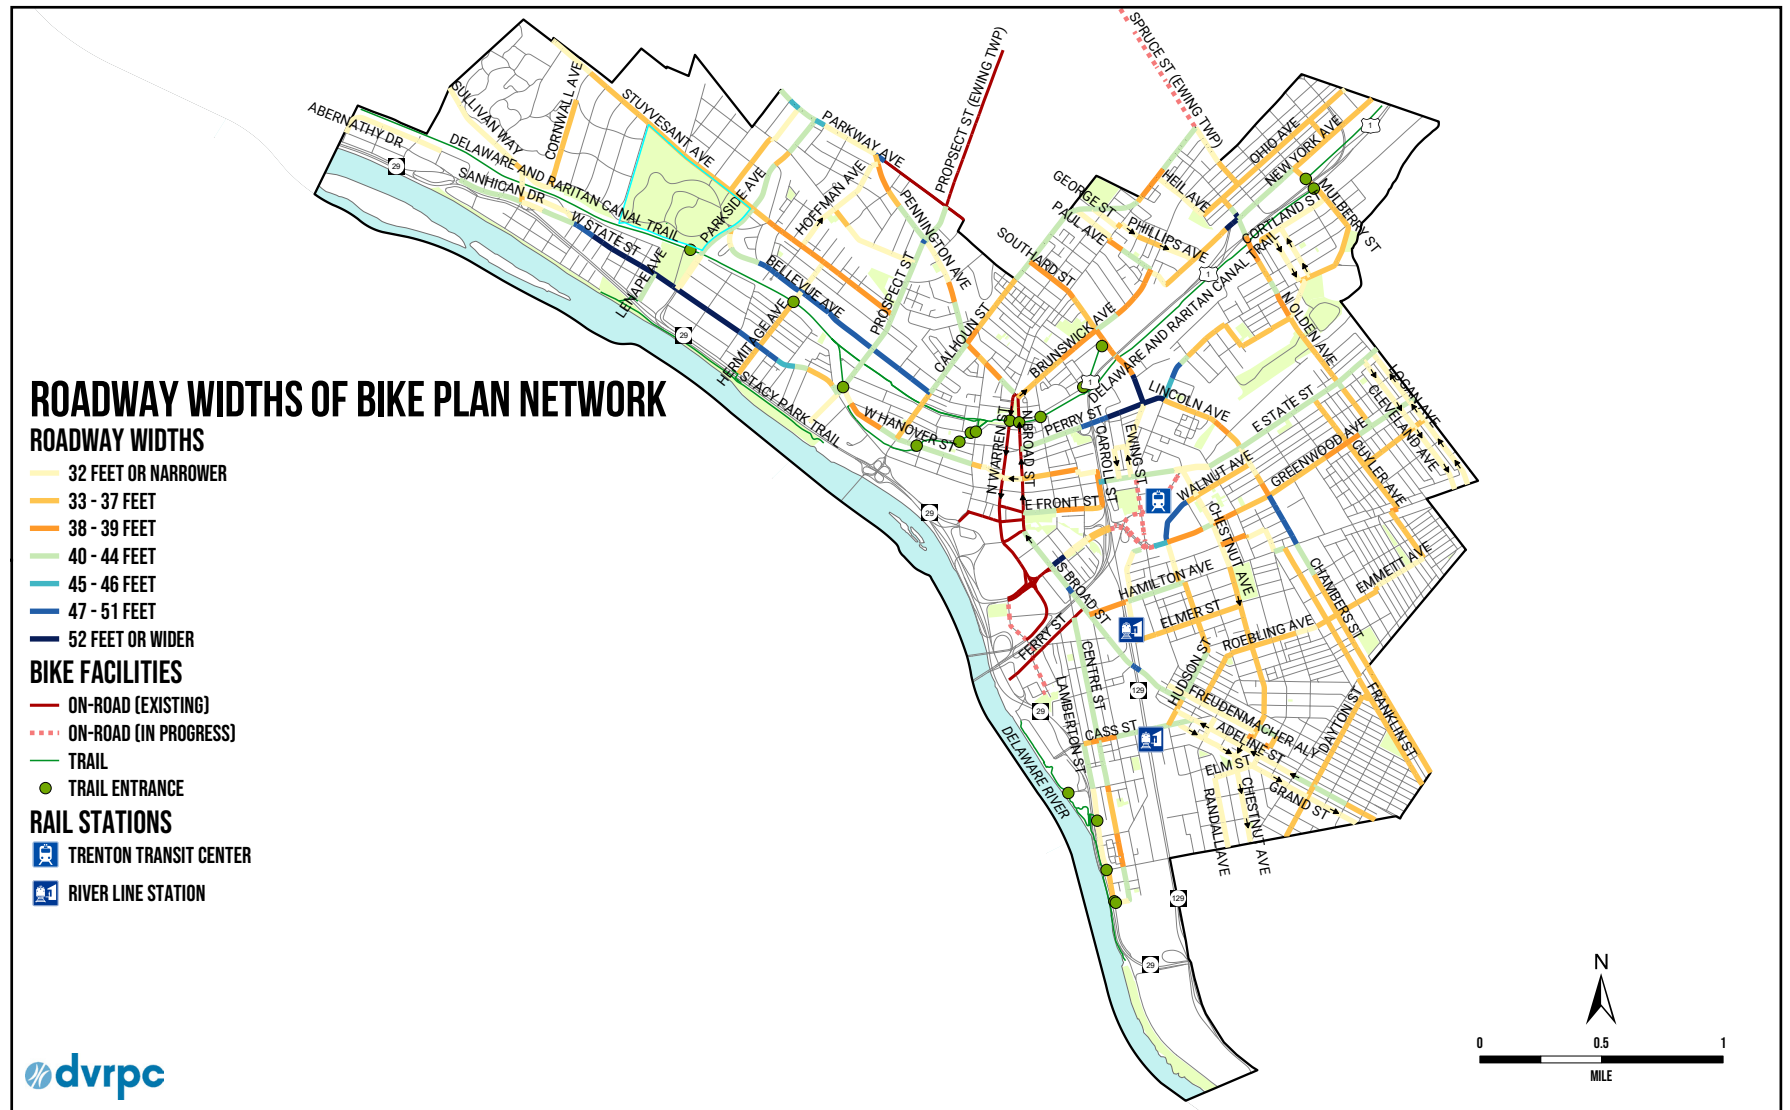 ROADWAY WIDTHS OF BIKE PLAN NETWORK
ROADWAY WIDTHS
32 FEET OR NARROWER
33 - 37 FEET
38 - 39 FEET
40 - 44 FEET
45 - 46 FEET
47 - 51 FEET
52 FEET OR WIDER
BIKE FACILITIES
ON-ROAD (EXISTING)
ON-ROAD (IN PROGRESS)
TRAIL
TRAIL ENTRANCE
RAIL STATIONS
TRENTON TRANSIT CENTER
RIVER LINE STATION
dvrpc
ABERNATHY DR
SULLIVAN WAY
CORNWALL AVE
STUYVESANT AVE
DELAWARE AND RARITAN CANAL TRAIL
SANHICAN DR
W STATE ST
PARKSIDE AVE
LENAPE AVE
PARKWAY AVE
HOFFMAN AVE
PENNINGTON AVE
PROPSECT ST (EWING TWP)
SPRUCE ST (EWING TWP)
BELLEVUE AVE
PROSPECT ST
HERMITAGE AVE
STACY PARK TRAIL
CALHOUN ST
W HANOVER ST
SOUTHARD ST
GEORGE ST
PAUL AVE
PHILLIPS AVE
HEIL AVE
OHIO AVE
NEW YORK AVE
MULBERRY ST
CORTLAND ST
DELAWARE AND RARITAN CANAL TRAIL
BRUNSWICK AVE
N OLDEN AVE
N WARREN ST
N BROAD ST
PERRY ST
CARROLL ST
EWING ST
LINCOLN AVE
E STATE ST
WALNUT AVE
GREENWOOD AVE
LOGAN AVE
CLEVELAND AVE
CUYLER AVE
E FRONT ST
CHESTNUT AVE
CHAMBERS ST
EMMETT AVE
HAMILTON AVE
S BROAD ST
ELMER ST
ROEBLING AVE
FERRY ST
CENTRE ST
LAMBERTON ST
HUDSON ST
FREUDENMACHER ALY
ADELINE ST
DAYTON ST
FRANKLIN ST
CASS ST
ELM ST
GRAND ST
RANDALL AVE
CHESTNUT AVE
DELAWARE RIVER
29
29
29
29
29
1
1
1
129
129
N
0
0.5
1
MILE